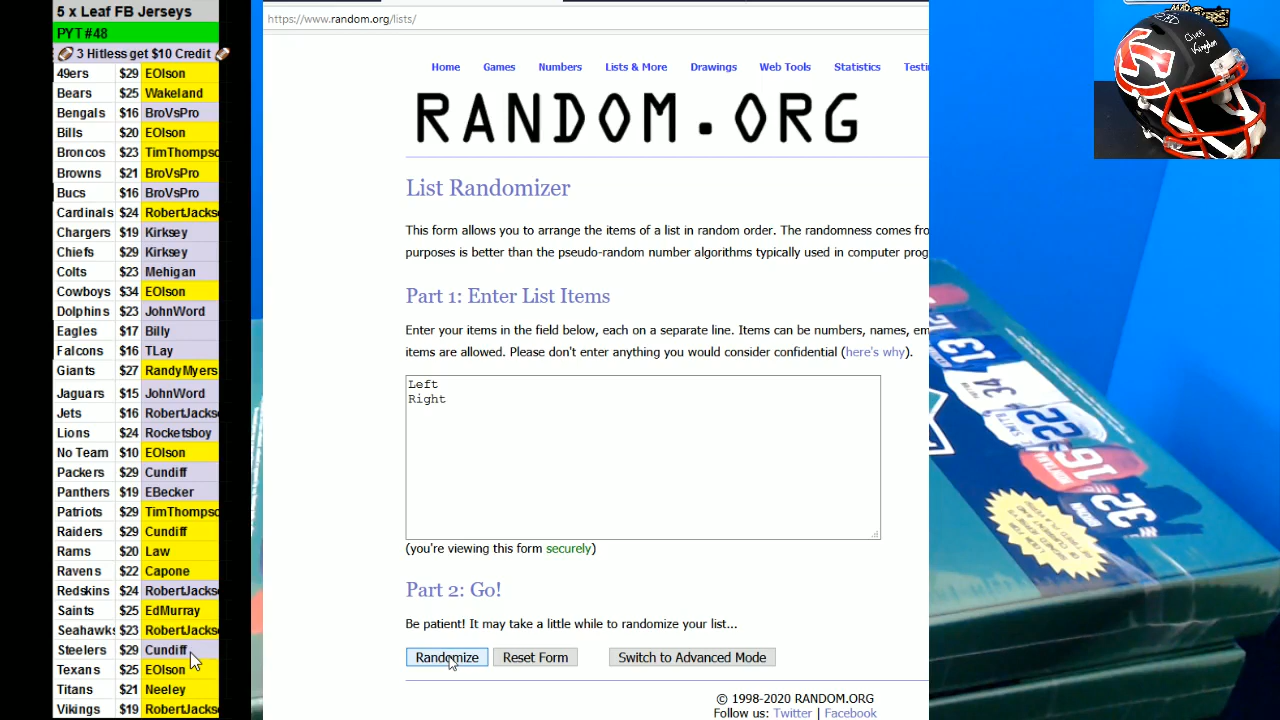 5 x Leaf FB Jerseys
PYT #48
3 Hitless get $10 Credit
49ers $29 EOlson
Bears $25 Wakeland
Bengals $16 BroVsPro
Bills $20 EOlson
Broncos $23 TimThompso
Browns $21 BroVsPro
Bucs $16 BroVsPro
Cardinals $24 RobertJackso
Chargers $19 Kirksey
Chiefs $29 Kirksey
Colts $23 Mehigan
Cowboys $34 EOlson
Dolphins $23 JohnWord
Eagles $17 Billy
Falcons $16 TLay
Giants $27 RandyMyers
Jaguars $15 JohnWord
Jets $16 RobertJackso
Lions $24 Rocketsboy
No Team $10 EOlson
Packers $29 Cundiff
Panthers $19 EBecker
Patriots $29 TimThompso
Raiders $29 Cundiff
Rams $20 Law
Ravens $22 Capone
Redskins $24 RobertJackso
Saints $25 EdMurray
Seahawks $23 RobertJackso
Steelers $29 Cundiff
Texans $25 EOlson
Titans $21 Neeley
Vikings $19 RobertJackso
https://www.random.org/lists/
Home Games Numbers Lists & More Drawings Web Tools Statistics Testi
RANDOM.ORG
List Randomizer
This form allows you to arrange the items of a list in random order. The randomness comes fro
purposes is better than the pseudo-random number algorithms typically used in computer prog
Part 1: Enter List Items
Enter your items in the field below, each on a separate line. Items can be numbers, names, em
items are allowed. Please don't enter anything you would consider confidential (here's why).
Left
Right
(you're viewing this form securely)
Part 2: Go!
Be patient! It may take a little while to randomize your list...
Randomize Reset Form Switch to Advanced Mode
© 1998-2020 RANDOM.ORG
Follow us: Twitter | Facebook
13
34
22
16
32